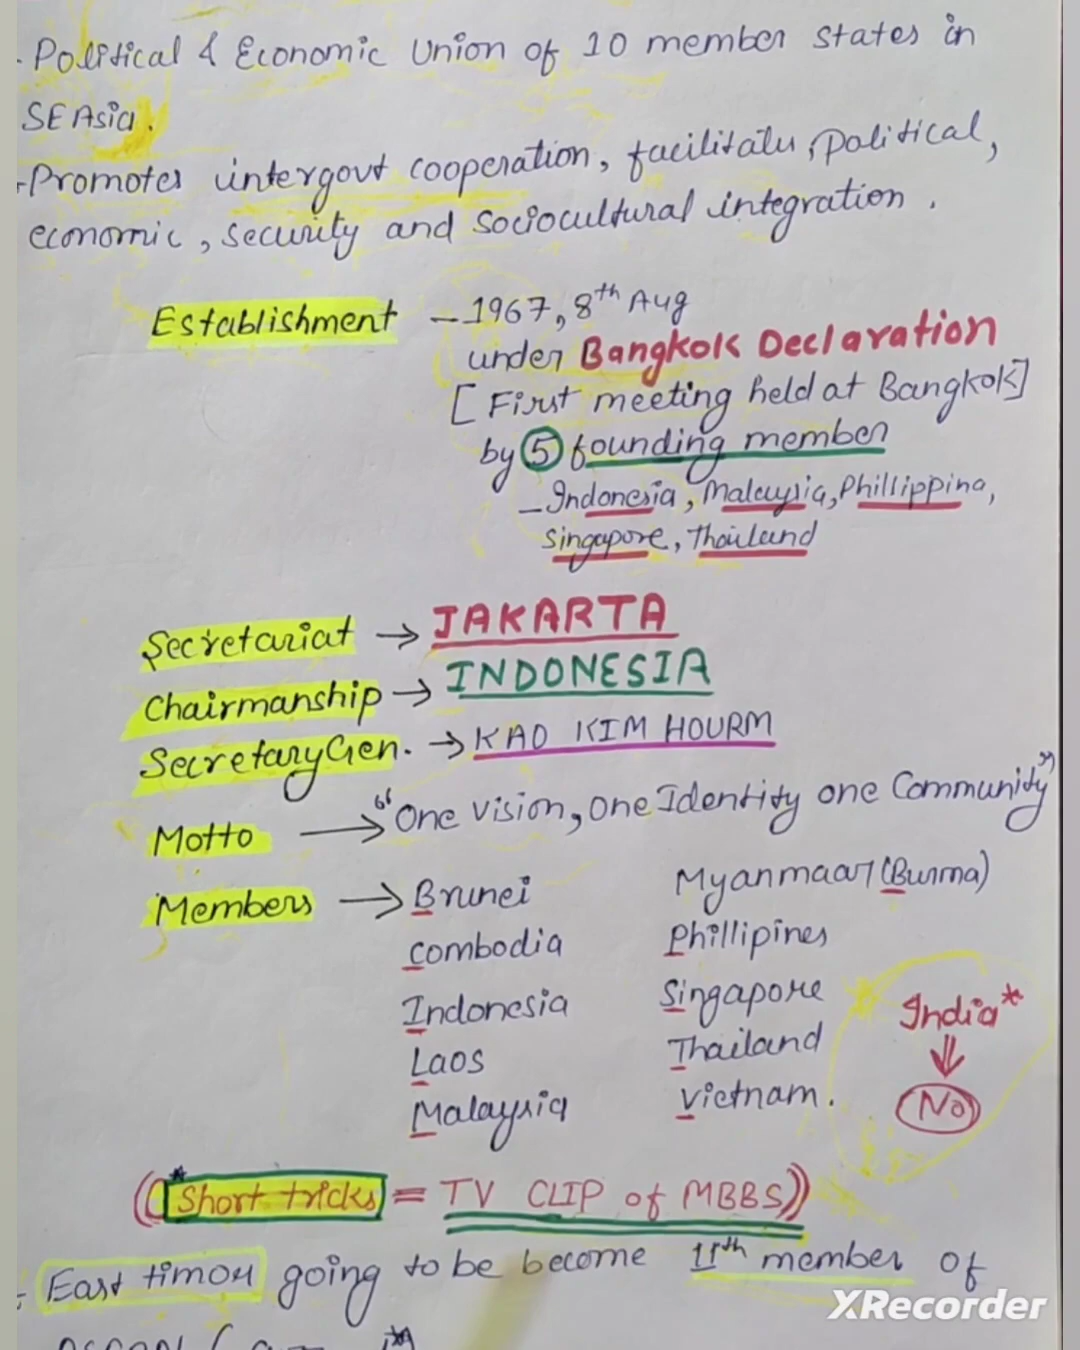 - Political & Economic Union of 10 member states in
SE Asia.
- Promotes intergovt cooperation, facilitatu, political,
economic, security and sociocultural integration.
Establishment - 1967, 8th Aug
under Bangkok Declaration
[First meeting held at Bangkok]
by 5 founding member
- Indonesia, Malaysia, Phillippina,
Singapore, Thailand
Secretariat → JAKARTA
Chairmanship → INDONESIA
Secretary Gen. → KAO KIM HOURM
Motto → "One Vision, One Identity one Community"
Members → Brunei Myanmaar (Burma)
Combodia Phillipines
Indonesia Singapore
Laos Thailand
Malaysia Vietnam.
India*
↓
No
((*Short tricks = TV CLIP of MBBS))
- East timor going to be become 11th member of
XRecorder